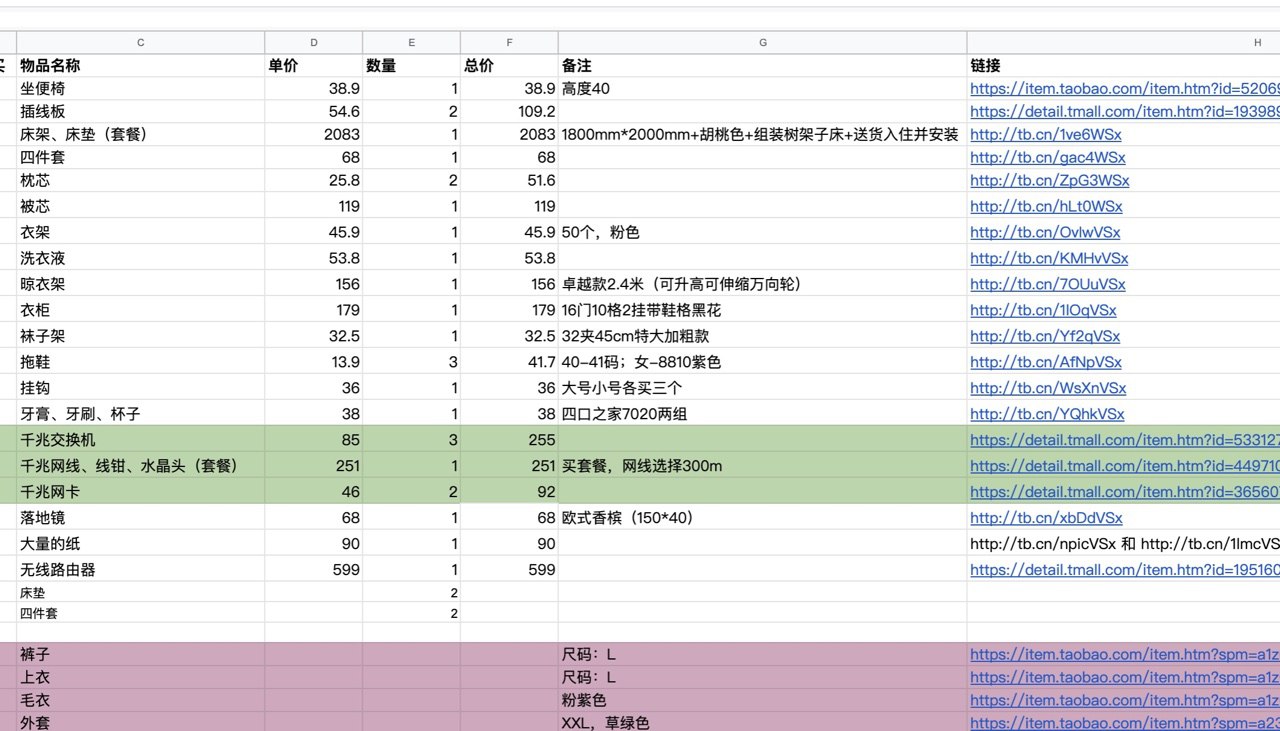 C D E F G H
物品名称 单价 数量 总价 备注 链接
坐便椅 38.9 1 38.9 高度40 https://item.taobao.com/item.htm?id=52069
插线板 54.6 2 109.2 https://detail.tmall.com/item.htm?id=193989
床架、床垫（套餐） 2083 1 2083 1800mm*2000mm+胡桃色+组装树架子床+送货入住并安装 http://tb.cn/1ve6WSx
四件套 68 1 68 http://tb.cn/gac4WSx
枕芯 25.8 2 51.6 http://tb.cn/ZpG3WSx
被芯 119 1 119 http://tb.cn/hLt0WSx
衣架 45.9 1 45.9 50个，粉色 http://tb.cn/OvlwVSx
洗衣液 53.8 1 53.8 http://tb.cn/KMHvVSx
晾衣架 156 1 156 卓越款2.4米（可升高可伸缩万向轮） http://tb.cn/7OUuVSx
衣柜 179 1 179 16门10格2挂带鞋格黑花 http://tb.cn/1lOqVSx
袜子架 32.5 1 32.5 32夹45cm特大加粗款 http://tb.cn/Yf2qVSx
拖鞋 13.9 3 41.7 40-41码；女-8810紫色 http://tb.cn/AfNpVSx
挂钩 36 1 36 大号小号各买三个 http://tb.cn/WsXnVSx
牙膏、牙刷、杯子 38 1 38 四口之家7020两组 http://tb.cn/YQhkVSx
千兆交换机 85 3 255 https://detail.tmall.com/item.htm?id=533127
千兆网线、线钳、水晶头（套餐） 251 1 251 买套餐，网线选择300m https://detail.tmall.com/item.htm?id=449710
千兆网卡 46 2 92 https://detail.tmall.com/item.htm?id=36560
落地镜 68 1 68 欧式香槟（150*40） http://tb.cn/xbDdVSx
大量的纸 90 1 90 http://tb.cn/npicVSx 和 http://tb.cn/1lmcVS
无线路由器 599 1 599 https://detail.tmall.com/item.htm?id=195160
床垫 2
四件套 2
裤子 尺码：L https://item.taobao.com/item.htm?spm=a1z
上衣 尺码：L https://item.taobao.com/item.htm?spm=a1z
毛衣 粉紫色 https://item.taobao.com/item.htm?spm=a1z
外套 XXL，草绿色 https://item.taobao.com/item.htm?spm=a23